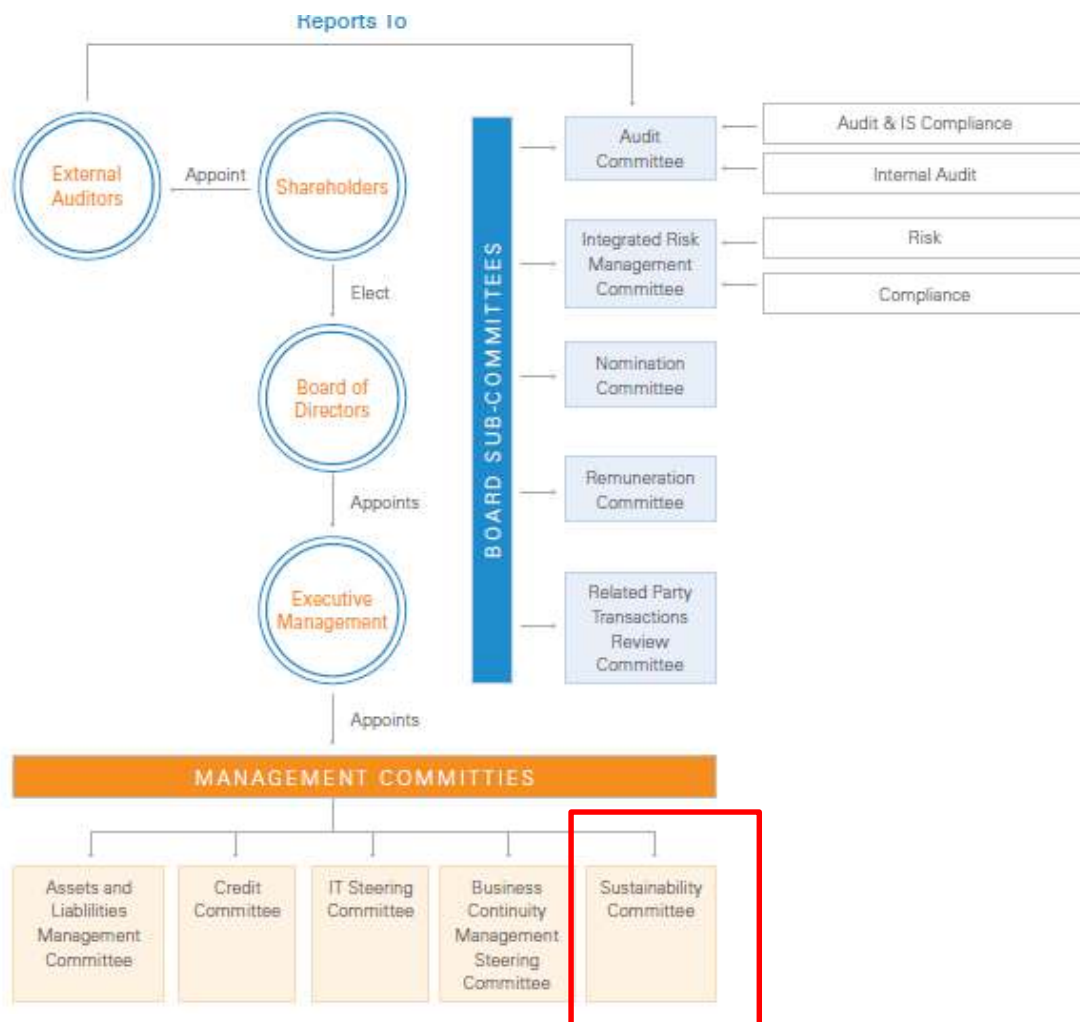 Reports To
External
Auditors
Appoint
Shareholders
Elect
Board of
Directors
Appoints
Executive
Management
Appoints
BOARD SUB-COMMITTEES
Audit
Committee
Audit & IS Compliance
Internal Audit
Integrated Risk
Management
Committee
Risk
Compliance
Nomination
Committee
Remuneration
Committee
Related Party
Transactions
Review
Committee
MANAGEMENT COMMITTIES
Assets and
Liablilities
Management
Committee
Credit
Committee
IT Steering
Committee
Business
Continuity
Management
Steering
Committee
Sustainability
Committee